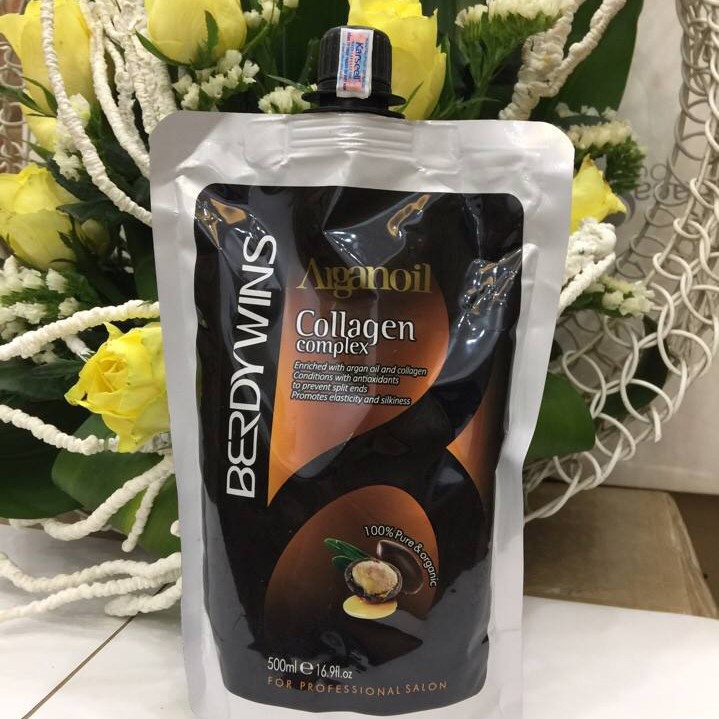 Karseell
BERDYWINS
Arganoil
Collagen
complex
Enriched with argan oil and collagen
Conditions with antioxidants
to prevent split ends
Promotes elasticity and silkiness
100% Pure & organic
500ml ℮ 16.9fl.oz
FOR PROFESSIONAL SALON